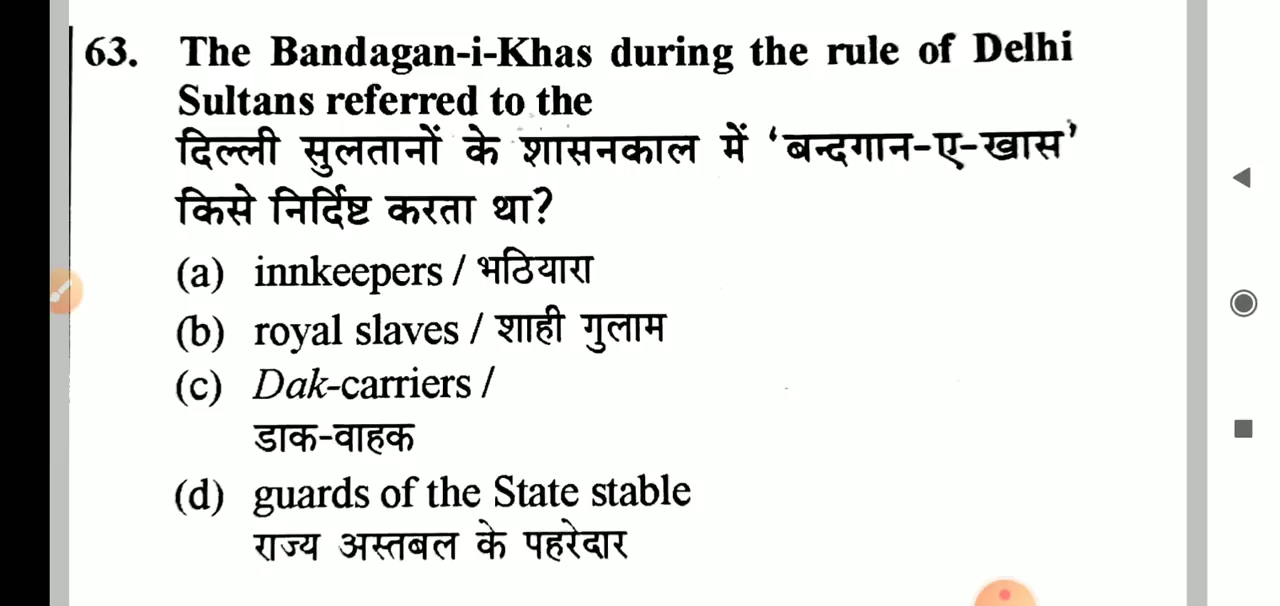 63. The Bandagan-i-Khas during the rule of Delhi
Sultans referred to the
दिल्ली सुलतानों के शासनकाल में ‘बन्दगान-ए-खास’
किसे निर्दिष्ट करता था?
(a) innkeepers / भठियारा
(b) royal slaves / शाही गुलाम
(c) Dak-carriers /
डाक-वाहक
(d) guards of the State stable
राज्य अस्तबल के पहरेदार